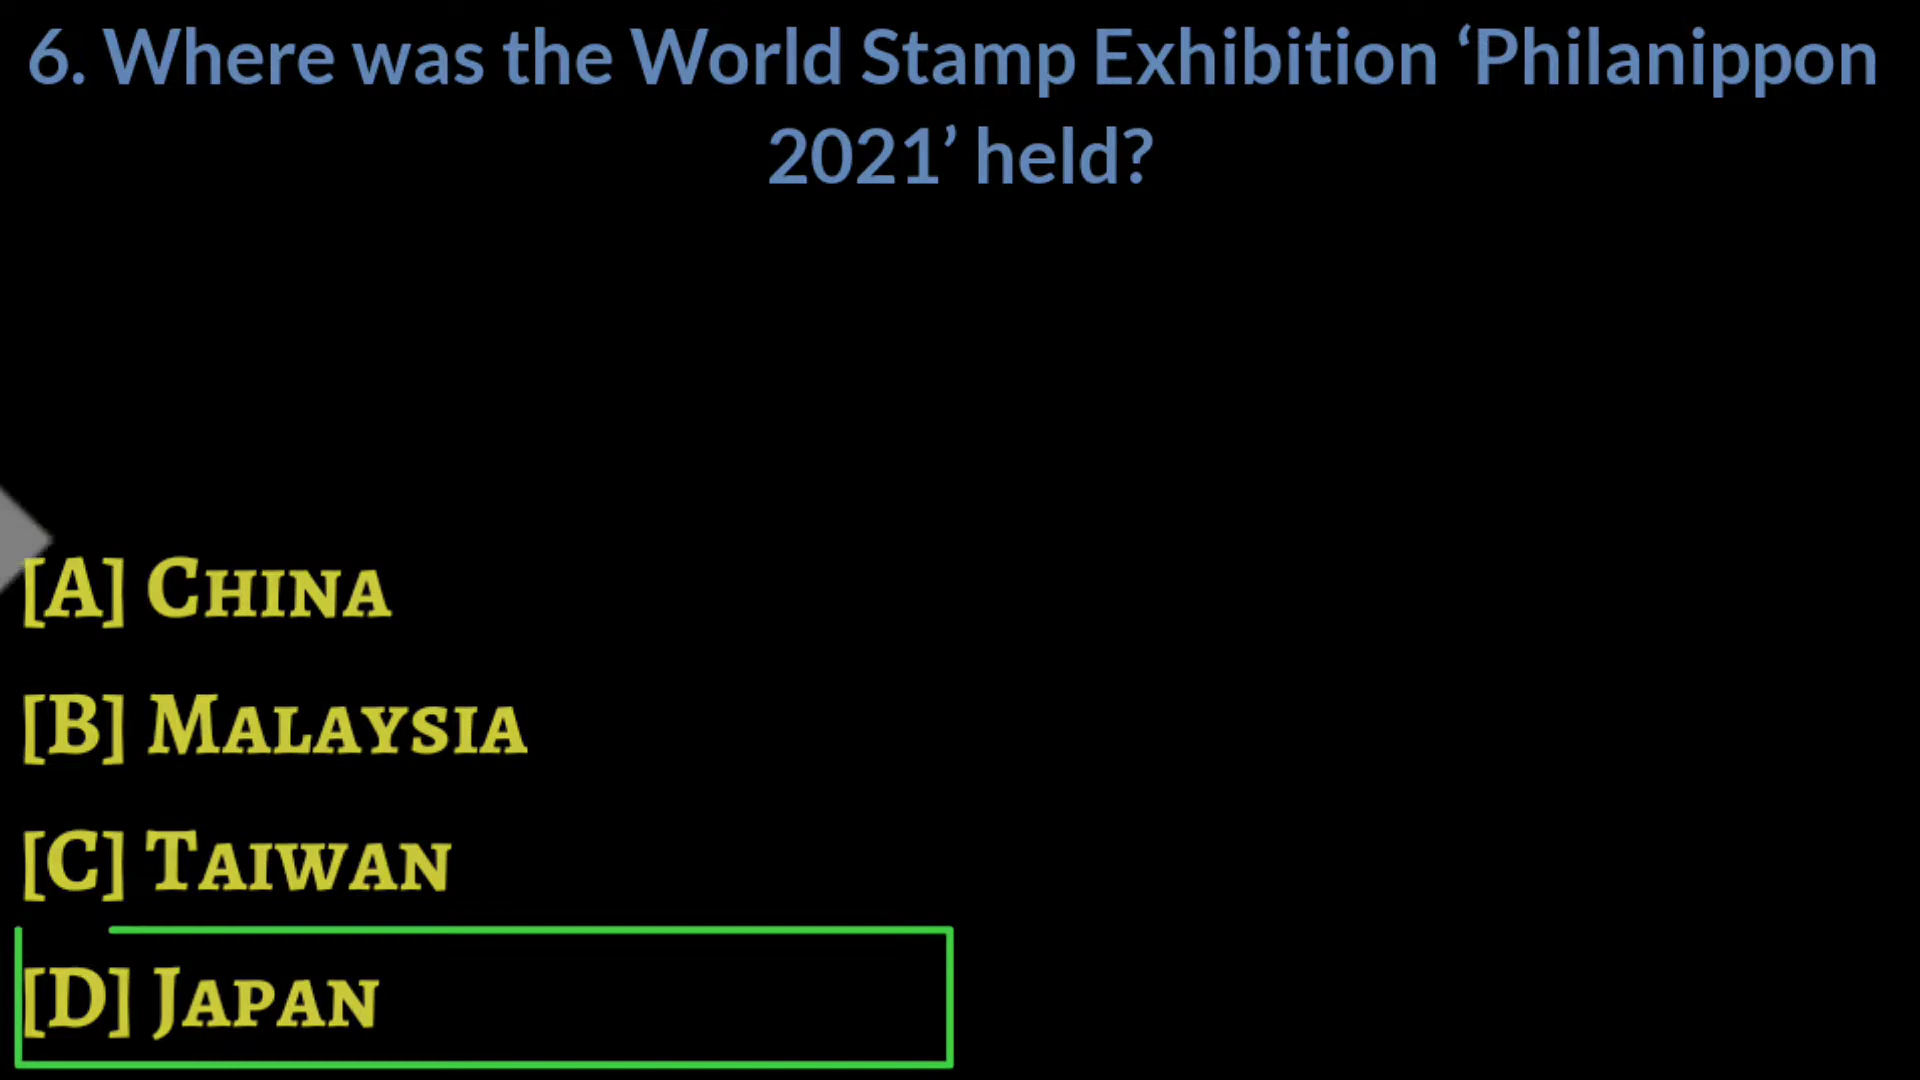 6. Where was the World Stamp Exhibition ‘Philanippon
2021’ held?
[A] China
[B] Malaysia
[C] Taiwan
[D] Japan